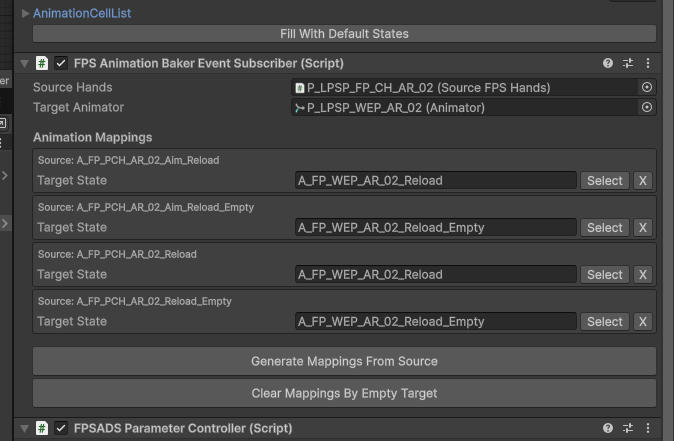 AnimationCellList
Fill With Default States
FPS Animation Baker Event Subscriber (Script)
Source Hands P_LPSP_FP_CH_AR_02 (Source FPS Hands)
Target Animator P_LPSP_WEP_AR_02 (Animator)
Animation Mappings
Source: A_FP_PCH_AR_02_Aim_Reload
Target State A_FP_WEP_AR_02_Reload Select X
Source: A_FP_PCH_AR_02_Aim_Reload_Empty
Target State A_FP_WEP_AR_02_Reload_Empty Select X
Source: A_FP_PCH_AR_02_Reload
Target State A_FP_WEP_AR_02_Reload Select X
Source: A_FP_PCH_AR_02_Reload_Empty
Target State A_FP_WEP_AR_02_Reload_Empty Select X
Generate Mappings From Source
Clear Mappings By Empty Target
FPSADS Parameter Controller (Script)